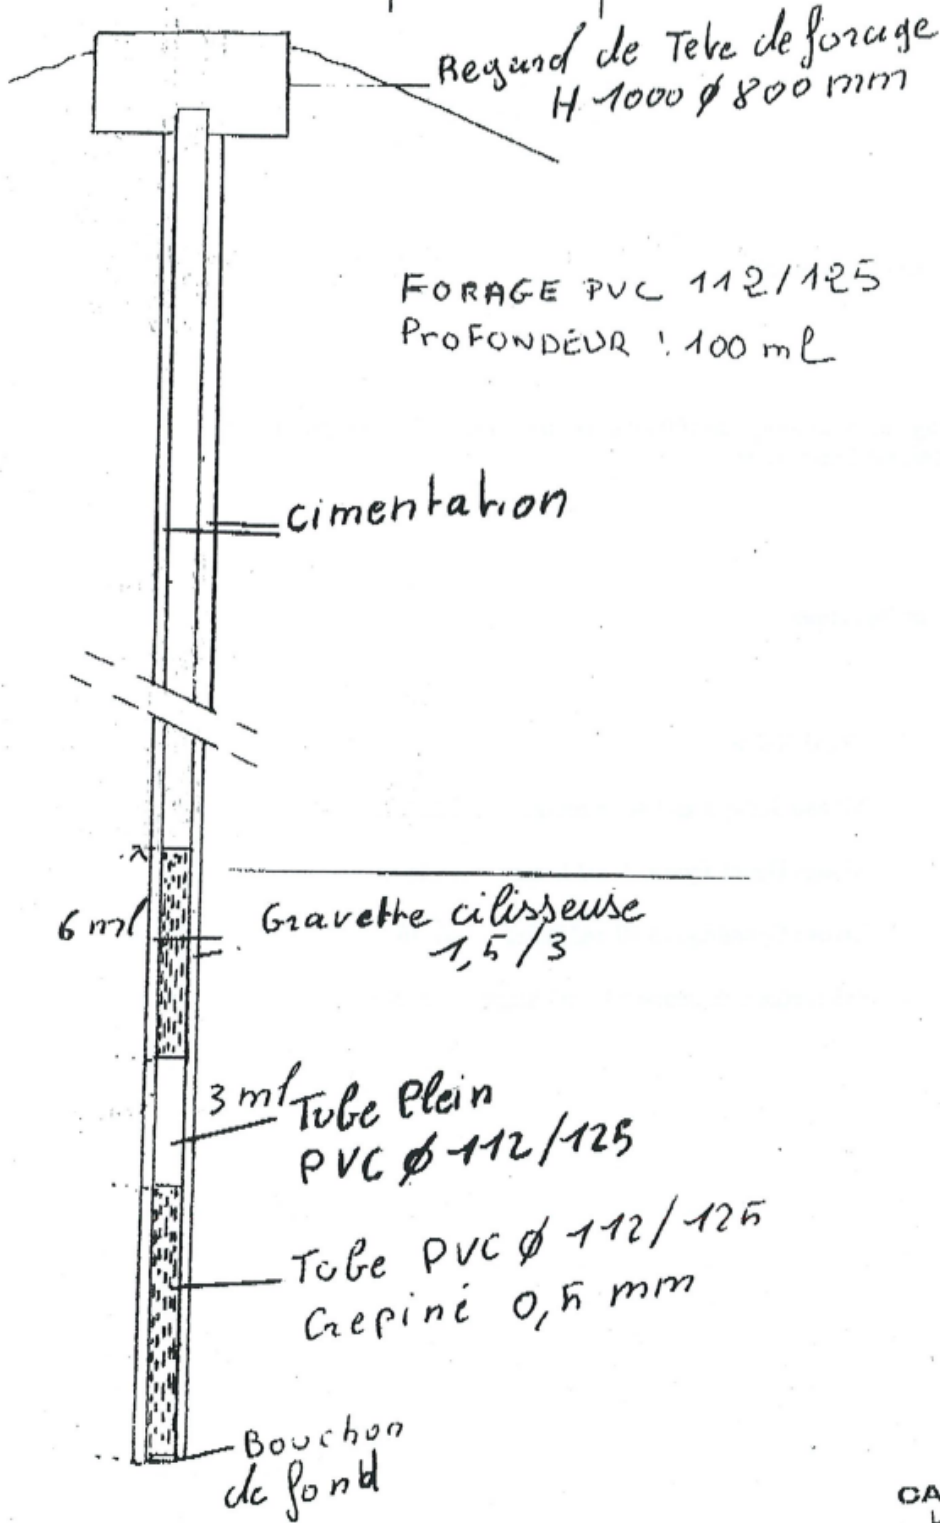 Regard de Tete de forage
H 1000 ø 800 mm
FORAGE PVC 112/125
PROFONDEUR : 100 ml
cimentation
6 ml
Gravette cilisseuse
1,5/3
3 ml
Tube Plein
PVC ø 112/125
Tube PVC ø 112/125
Crepiné 0,5 mm
Bouchon
de fond
CA